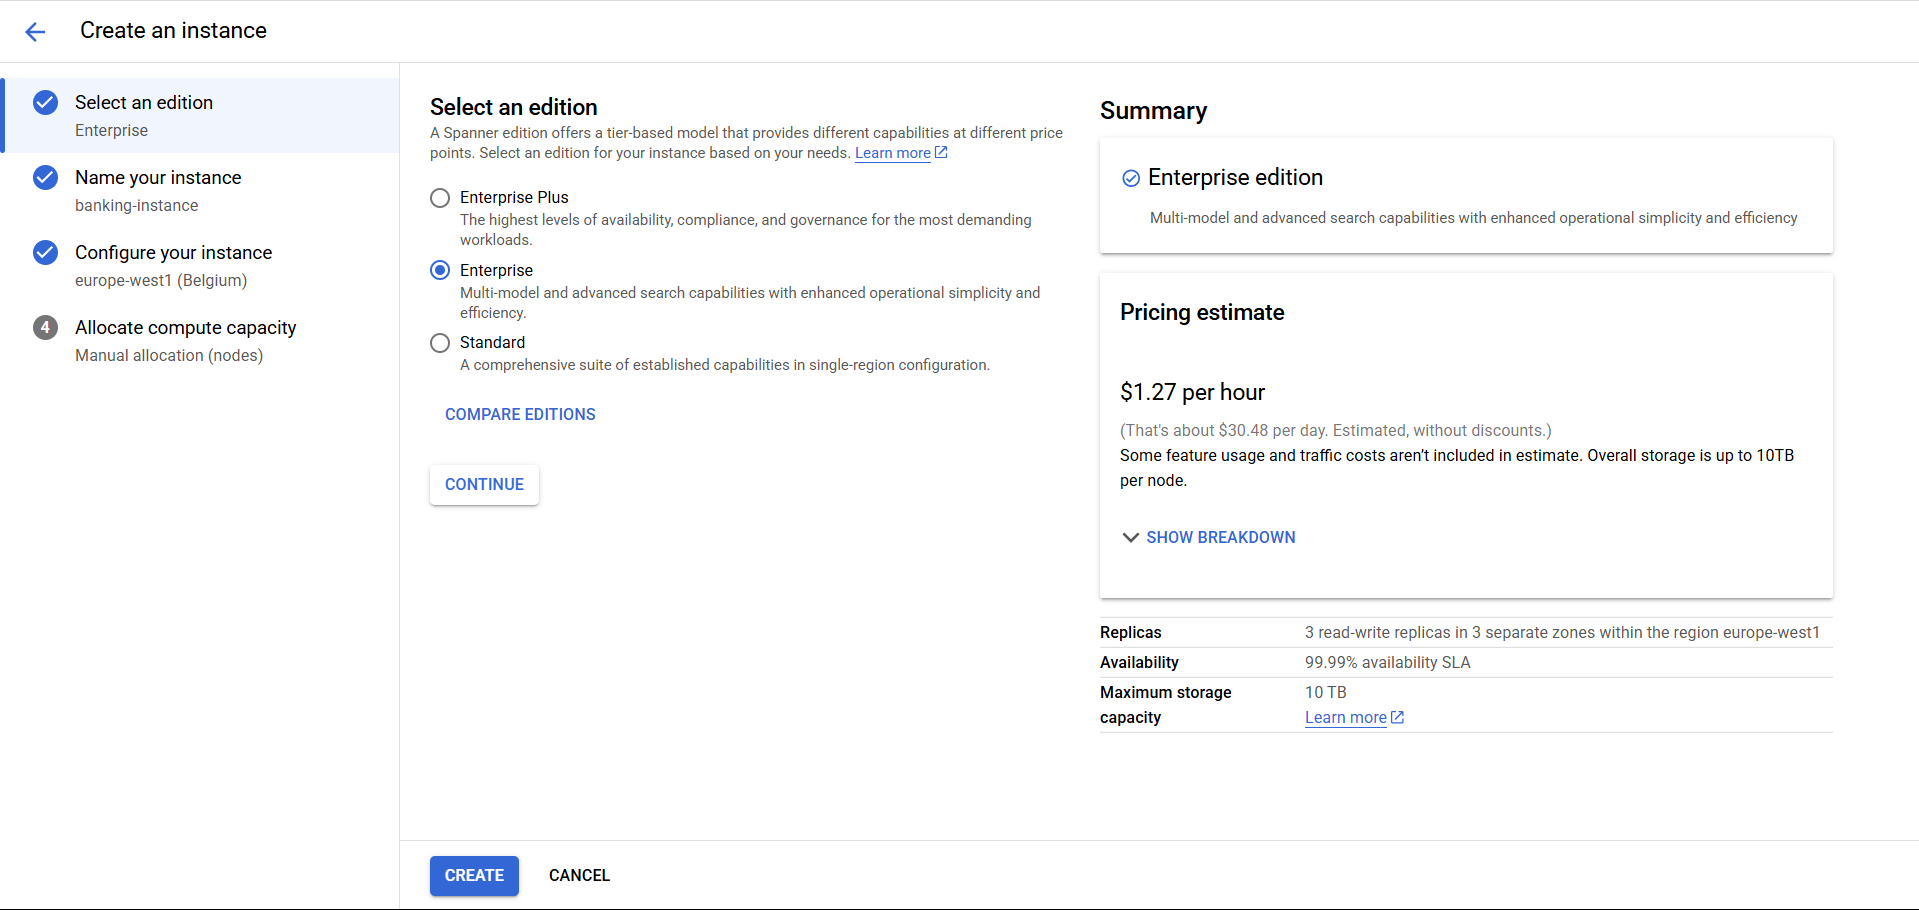 Create an instance
Select an edition
Enterprise
Name your instance
banking-instance
Configure your instance
europe-west1 (Belgium)
4
Allocate compute capacity
Manual allocation (nodes)
Select an edition
A Spanner edition offers a tier-based model that provides different capabilities at different price
points. Select an edition for your instance based on your needs. Learn more
Enterprise Plus
The highest levels of availability, compliance, and governance for the most demanding
workloads.
Enterprise
Multi-model and advanced search capabilities with enhanced operational simplicity and
efficiency.
Standard
A comprehensive suite of established capabilities in single-region configuration.
COMPARE EDITIONS
CONTINUE
Summary
Enterprise edition
Multi-model and advanced search capabilities with enhanced operational simplicity and efficiency
Pricing estimate
$1.27 per hour
(That's about $30.48 per day. Estimated, without discounts.)
Some feature usage and traffic costs aren’t included in estimate. Overall storage is up to 10TB
per node.
SHOW BREAKDOWN
Replicas 3 read-write replicas in 3 separate zones within the region europe-west1
Availability 99.99% availability SLA
Maximum storage 10 TB
capacity Learn more
CREATE CANCEL